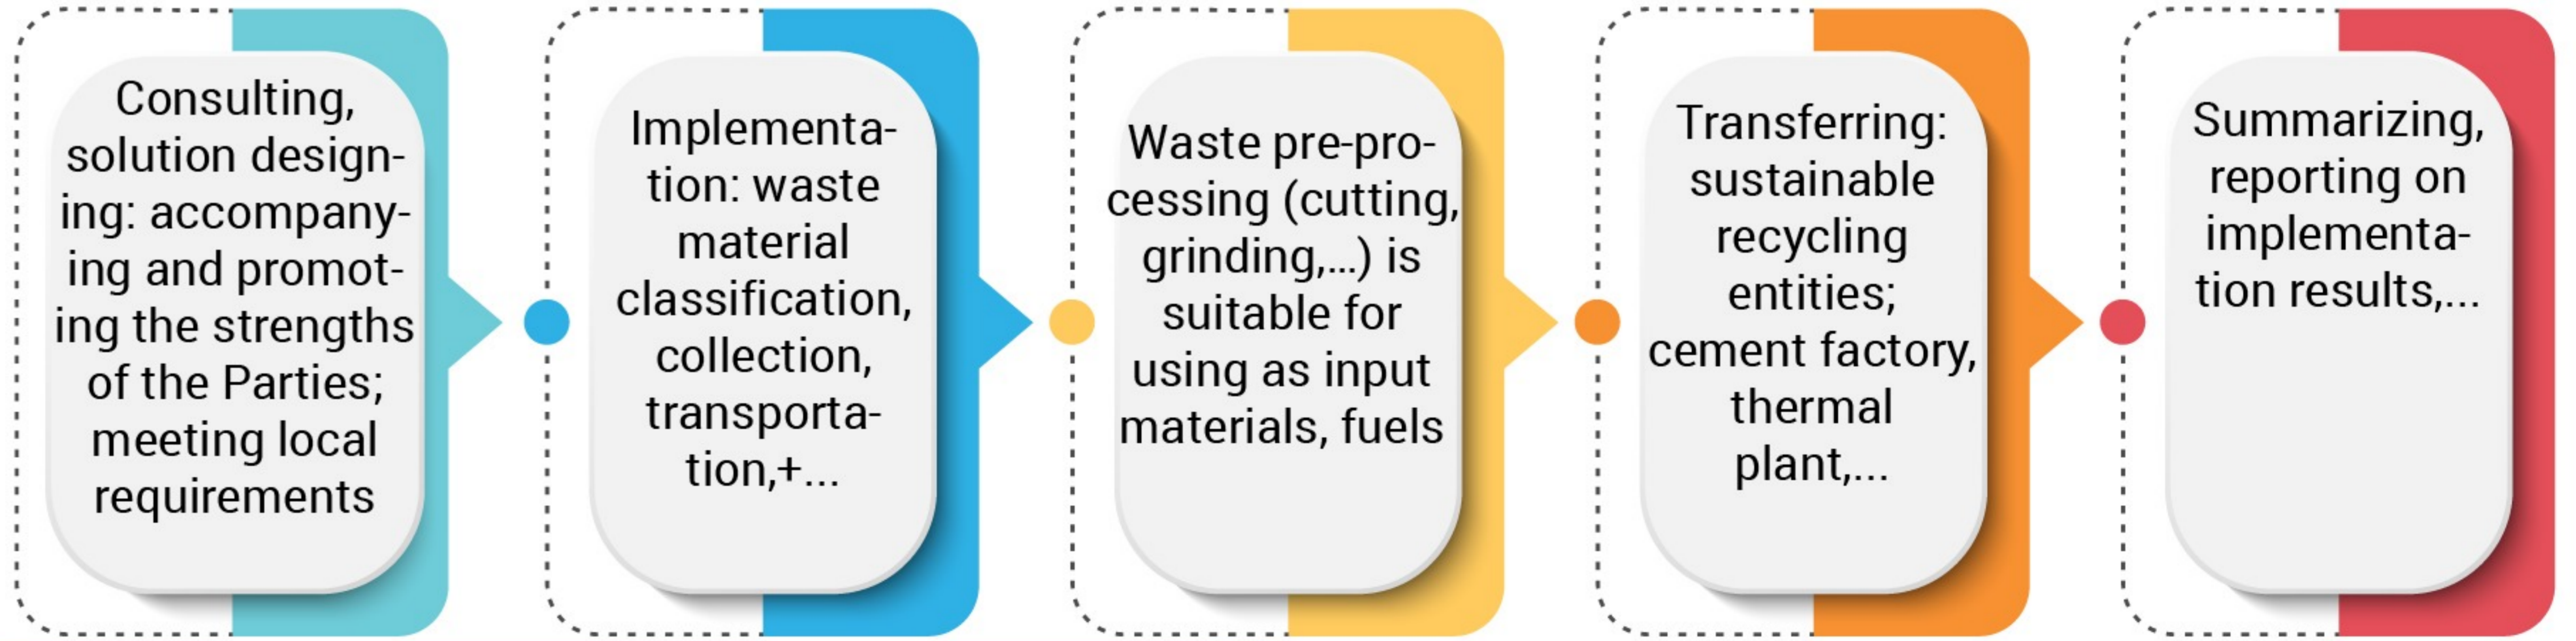 Consulting,
solution design-
ing: accompany-
ing and promot-
ing the strengths
of the Parties;
meeting local
requirements
Implementa-
tion: waste
material
classification,
collection,
transporta-
tion,+...
Waste pre-pro-
cessing (cutting,
grinding,...) is
suitable for
using as input
materials, fuels
Transferring:
sustainable
recycling
entities;
cement factory,
thermal
plant,...
Summarizing,
reporting on
implementa-
tion results,...